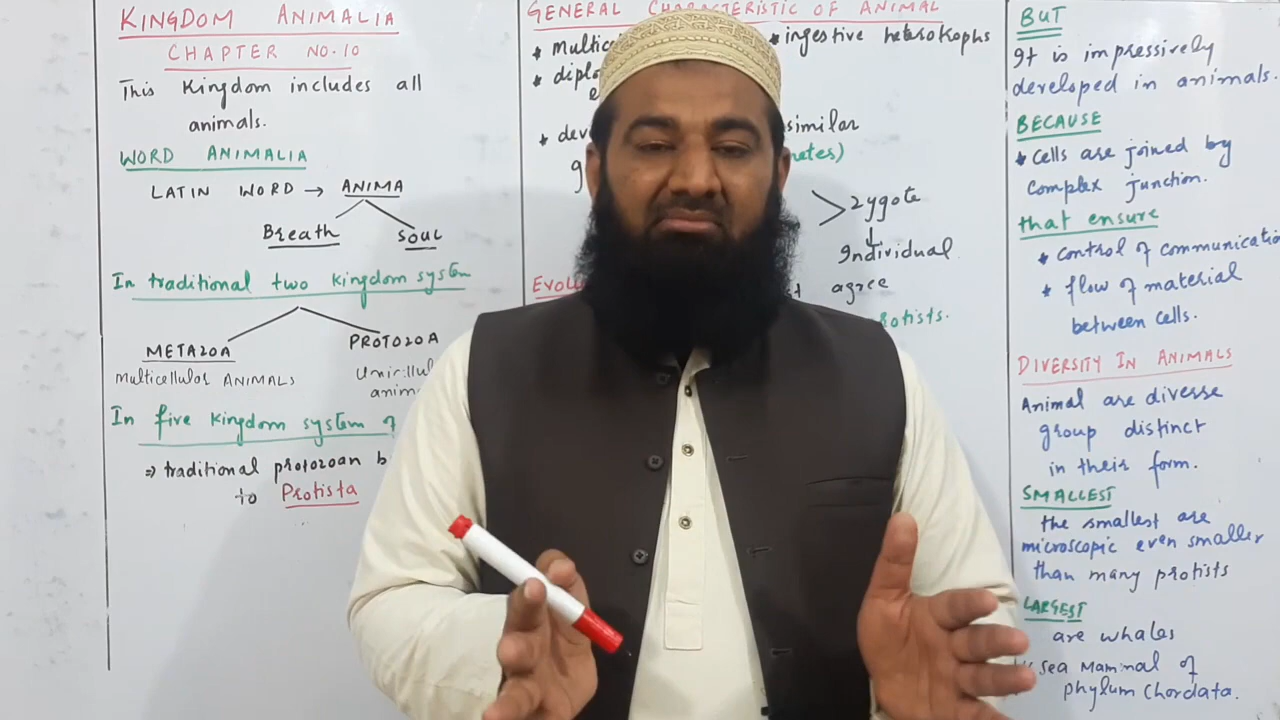 KINGDOM ANIMALIA
CHAPTER NO.10
This Kingdom includes all
animals.
WORD ANIMALIA
LATIN WORD → ANIMA
Breath
SOUL
In traditional two kingdom system
METAZOA
PROTOZOA
Multicellular ANIMALS
In five kingdom system
⇒ traditional protozoan
to Protista
GENERAL CHARACTERISTIC OF ANIMAL
* ingestive heterotrophs
similar
zygote
↓
Individual
agree
BUT
It is impressively
developed in animals.
BECAUSE
* Cells are joined by
complex junction.
that ensure
* control of
* flow of material
between cells.
DIVERSITY IN ANIMALS
Animal are diverse
group distinct
in their form.
SMALLEST
the smallest are
microscopic even smaller
than many protists
LARGEST
are whales
sea Mammal of
phylum Chordata.